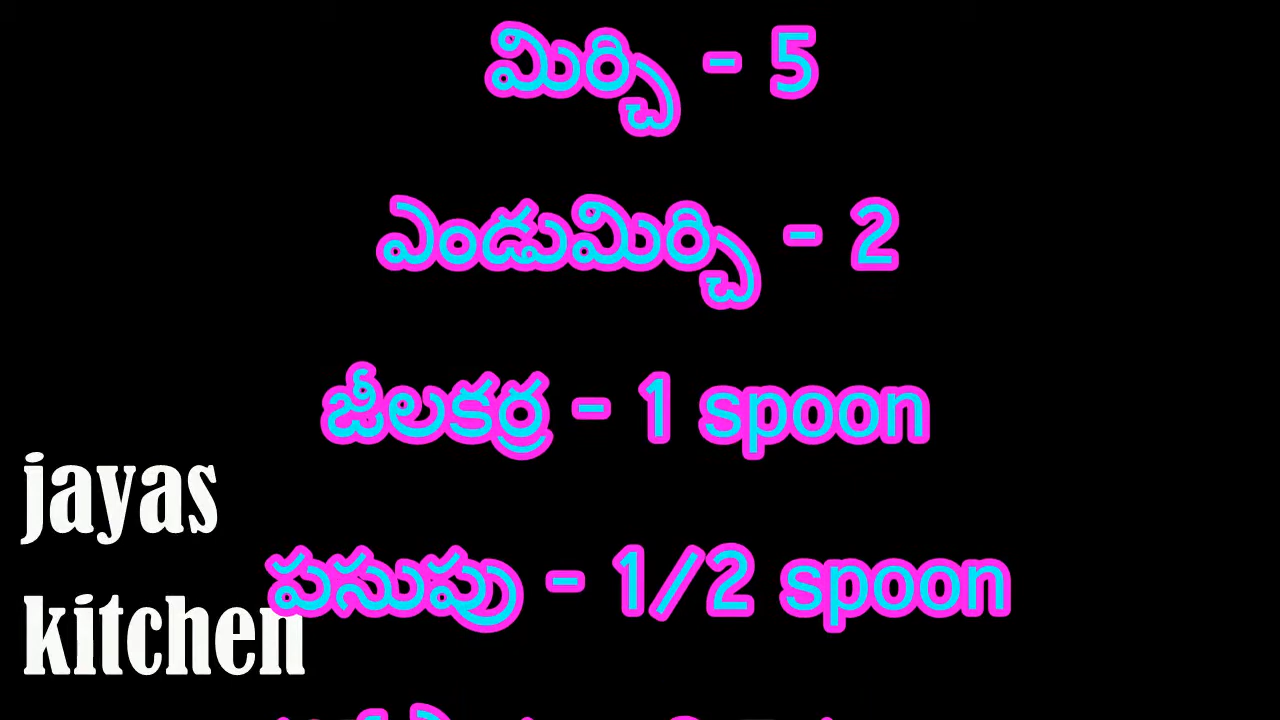 మిర్చి - 5
ఎండుమిర్చి - 2
జీలకర్ర - 1 spoon
jayas
పసుపు - 1/2 spoon
kitchen